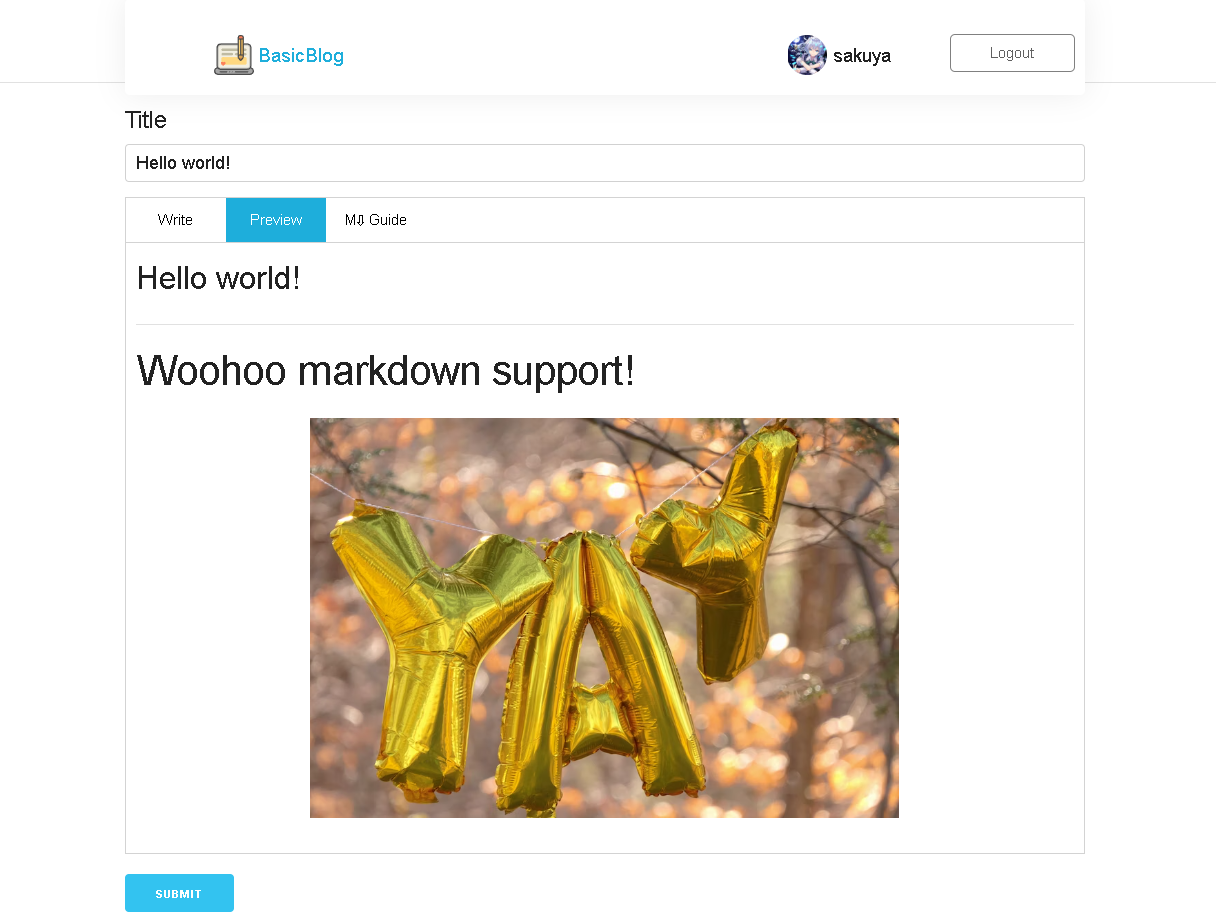 BasicBlog
sakuya
Logout
Title
Hello world!
Write
Preview
M⇩ Guide
Hello world!
Woohoo markdown support!
YAY
SUBMIT